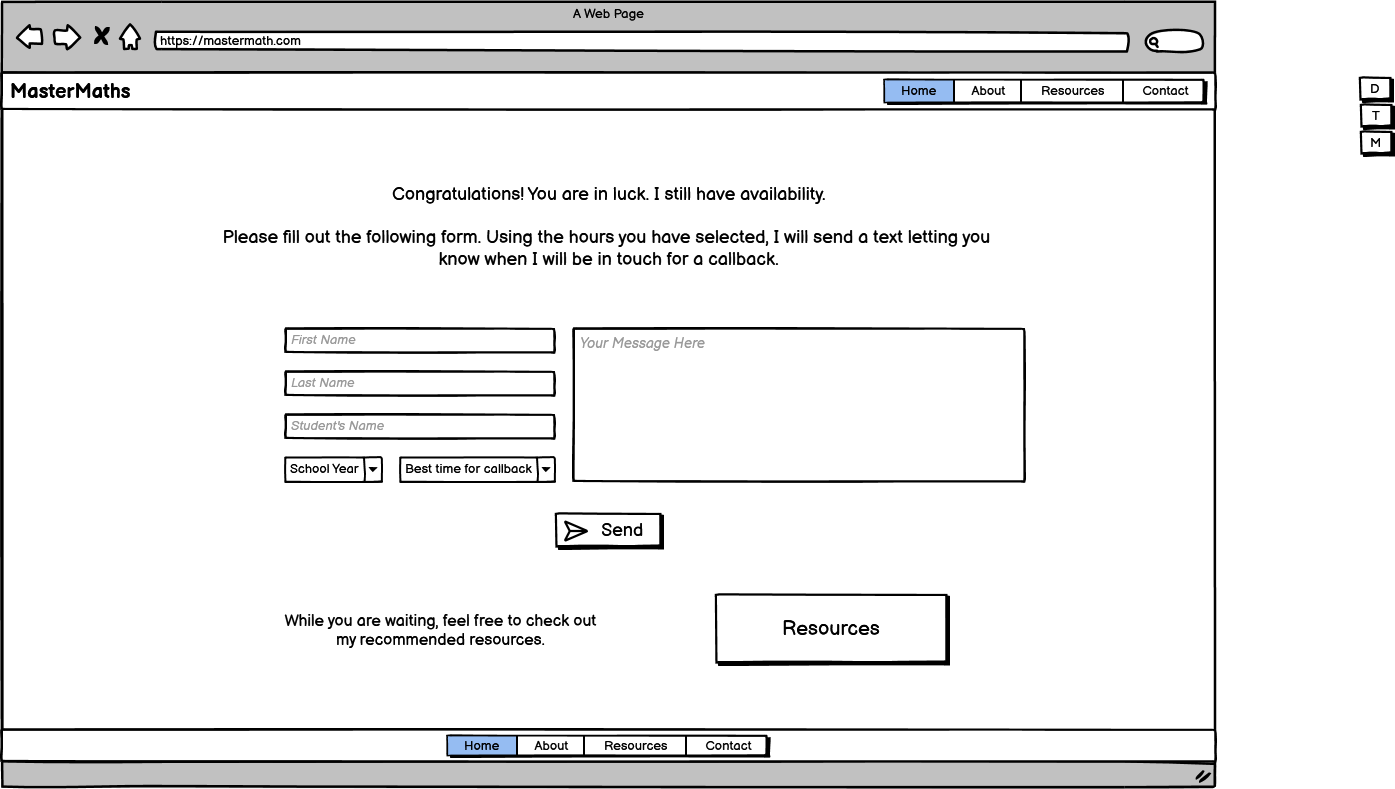 A Web Page
https://mastermath.com
MasterMaths
Home About Resources Contact
D
T
M
Congratulations! You are in luck. I still have availability.
Please fill out the following form. Using the hours you have selected, I will send a text letting you
know when I will be in touch for a callback.
First Name
Your Message Here
Last Name
Student's Name
School Year Best time for callback
Send
While you are waiting, feel free to check out
my recommended resources.
Resources
Home About Resources Contact